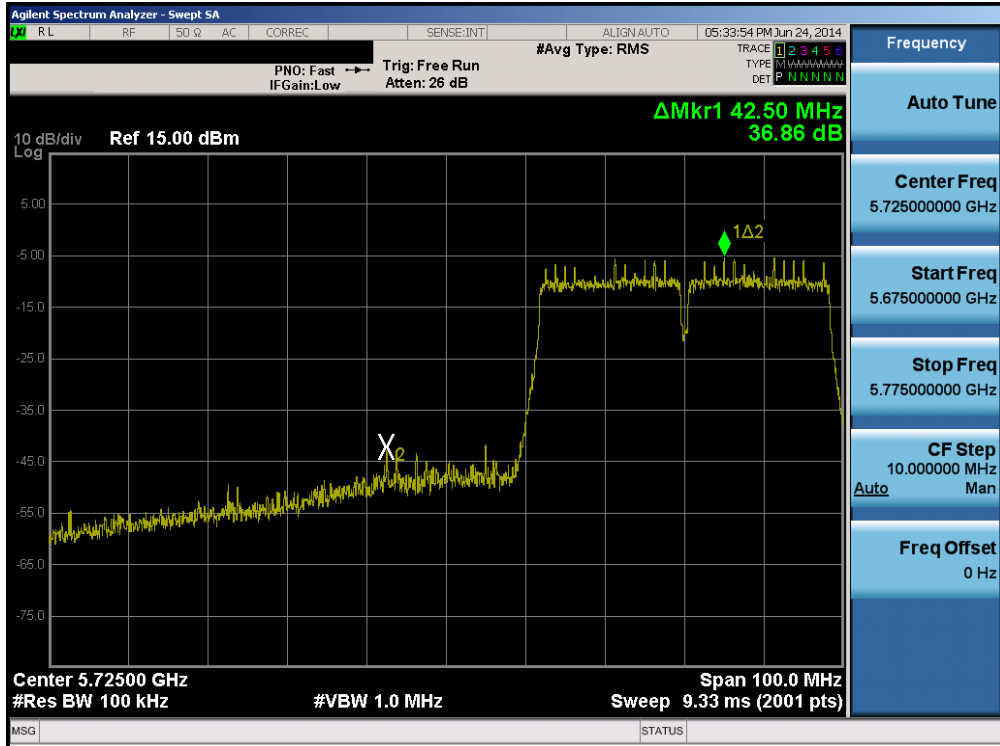 Agilent Spectrum Analyzer - Swept SA
LXI RL RF 50 Ω AC CORREC SENSE:INT ALIGN AUTO 05:33:54 PM Jun 24, 2014
#Avg Type: RMS TRACE 1 2 3 4 5 6
PNO: Fast Trig: Free Run TYPE M WWWWW
IFGain:Low Atten: 26 dB DET P N N N N N
ΔMkr1 42.50 MHz
36.86 dB
10 dB/div Ref 15.00 dBm
Log
5.00
-5.00
-15.0
-25.0
-35.0
-45.0
-55.0
-65.0
-75.0
1Δ2
X2
Center 5.72500 GHz Span 100.0 MHz
#Res BW 100 kHz #VBW 1.0 MHz Sweep 9.33 ms (2001 pts)
MSG STATUS
Frequency
Auto Tune
Center Freq
5.725000000 GHz
Start Freq
5.675000000 GHz
Stop Freq
5.775000000 GHz
CF Step
10.000000 MHz
Auto Man
Freq Offset
0 Hz